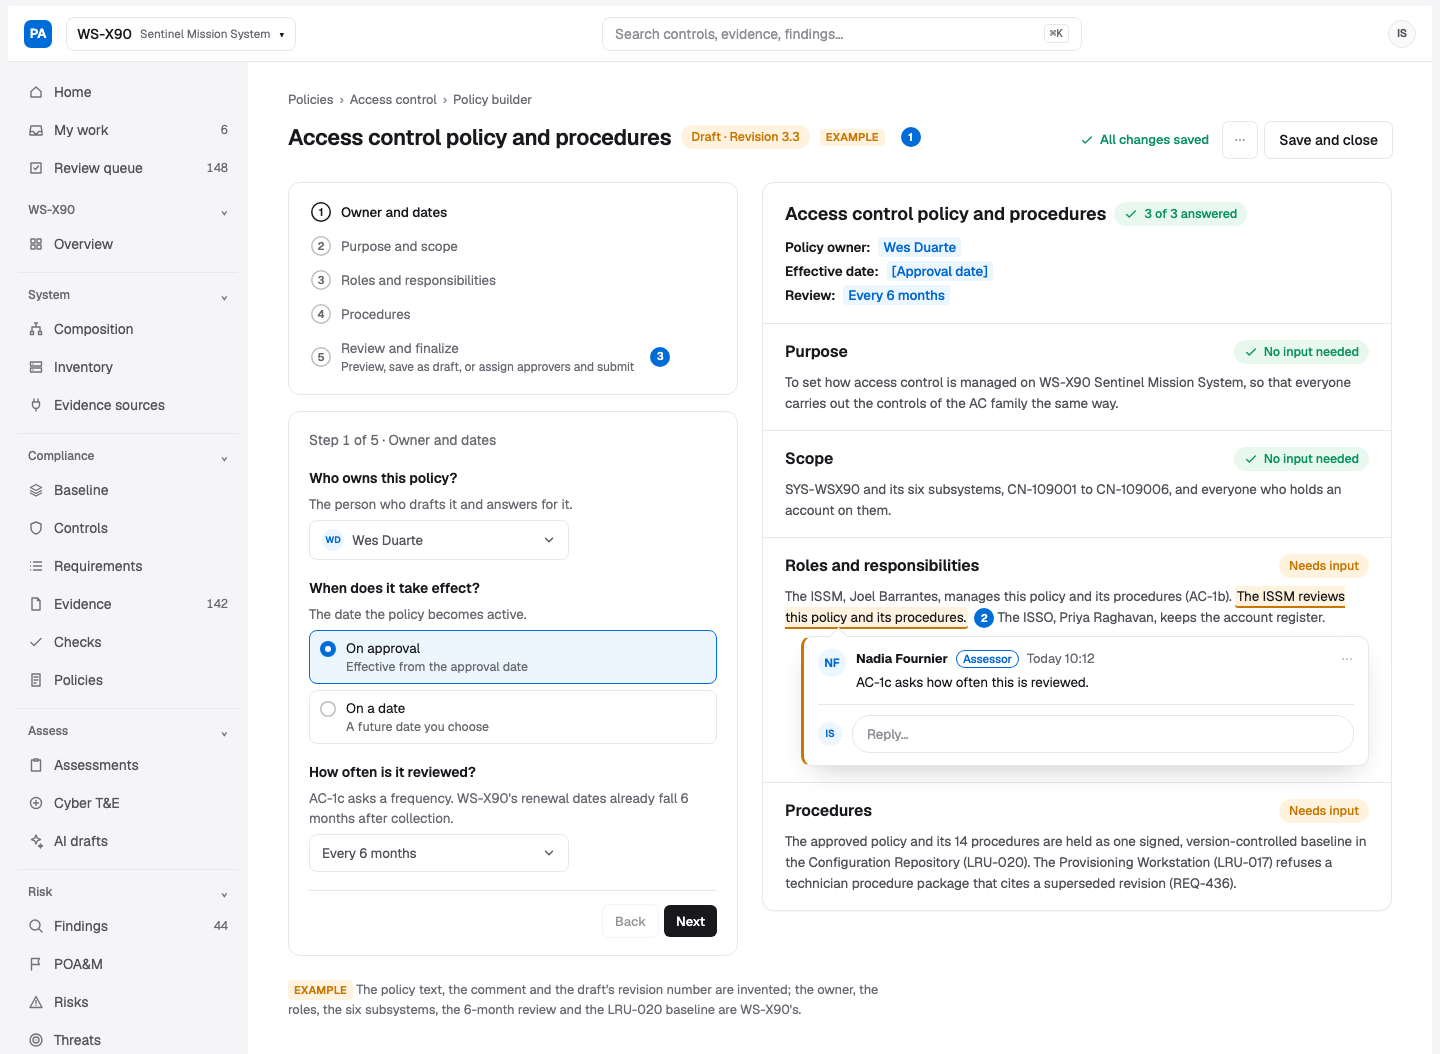 PA
WS-X90 Sentinel Mission System
Search controls, evidence, findings...
⌘K
IS
Home
My work 6
Review queue 148
WS-X90
Overview
System
Composition
Inventory
Evidence sources
Compliance
Baseline
Controls
Requirements
Evidence 142
Checks
Policies
Assess
Assessments
Cyber T&E
AI drafts
Risk
Findings 44
POA&M
Risks
Threats
Policies › Access control › Policy builder
Access control policy and procedures Draft · Revision 3.3 EXAMPLE 1
All changes saved ... Save and close
1 Owner and dates
2 Purpose and scope
3 Roles and responsibilities
4 Procedures
5 Review and finalize
Preview, save as draft, or assign approvers and submit 3
Step 1 of 5 · Owner and dates
Who owns this policy?
The person who drafts it and answers for it.
WD Wes Duarte
When does it take effect?
The date the policy becomes active.
On approval
Effective from the approval date
On a date
A future date you choose
How often is it reviewed?
AC-1c asks a frequency. WS-X90's renewal dates already fall 6
months after collection.
Every 6 months
Back Next
Access control policy and procedures 3 of 3 answered
Policy owner: Wes Duarte
Effective date: [Approval date]
Review: Every 6 months
Purpose No input needed
To set how access control is managed on WS-X90 Sentinel Mission System, so that everyone
carries out the controls of the AC family the same way.
Scope No input needed
SYS-WSX90 and its six subsystems, CN-109001 to CN-109006, and everyone who holds an
account on them.
Roles and responsibilities Needs input
The ISSM, Joel Barrantes, manages this policy and its procedures (AC-1b). The ISSM reviews
this policy and its procedures. 2 The ISSO, Priya Raghavan, keeps the account register.
NF Nadia Fournier Assessor Today 10:12 ...
AC-1c asks how often this is reviewed.
IS Reply...
Procedures Needs input
The approved policy and its 14 procedures are held as one signed, version-controlled baseline in
the Configuration Repository (LRU-020). The Provisioning Workstation (LRU-017) refuses a
technician procedure package that cites a superseded revision (REQ-436).
EXAMPLE The policy text, the comment and the draft's revision number are invented; the owner, the
roles, the six subsystems, the 6-month review and the LRU-020 baseline are WS-X90's.